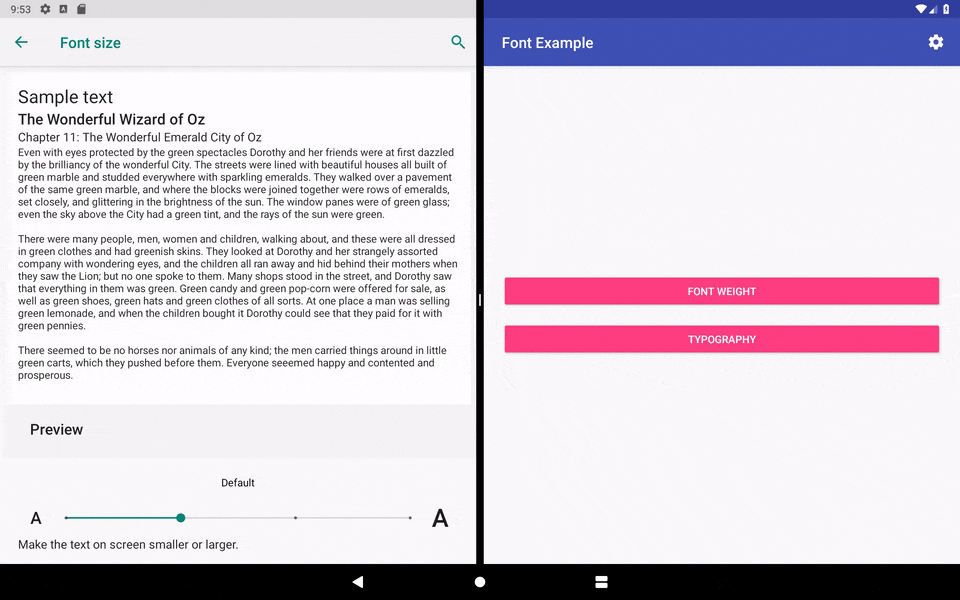 9:53
Font size
Sample text
The Wonderful Wizard of Oz
Chapter 11: The Wonderful Emerald City of Oz
Even with eyes protected by the green spectacles Dorothy and her friends were at first dazzled
by the brilliancy of the wonderful City. The streets were lined with beautiful houses all built of
green marble and studded everywhere with sparkling emeralds. They walked over a pavement
of the same green marble, and where the blocks were joined together were rows of emeralds,
set closely, and glittering in the brightness of the sun. The window panes were of green glass;
even the sky above the City had a green tint, and the rays of the sun were green.
There were many people, men, women and children, walking about, and these were all dressed
in green clothes and had greenish skins. They looked at Dorothy and her strangely assorted
company with wondering eyes, and the children all ran away and hid behind their mothers when
they saw the Lion; but no one spoke to them. Many shops stood in the street, and Dorothy saw
that everything in them was green. Green candy and green pop-corn were offered for sale, as
well as green shoes, green hats and green clothes of all sorts. At one place a man was selling
green lemonade, and when the children bought it Dorothy could see that they paid for it with
green pennies.
There seemed to be no horses nor animals of any kind; the men carried things around in little
green carts, which they pushed before them. Everyone seeemed happy and contented and
prosperous.
Preview
Default
A
A
Make the text on screen smaller or larger.
Font Example
FONT WEIGHT
TYPOGRAPHY